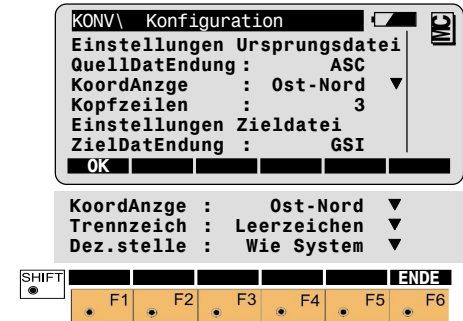 KONV\ Konfiguration
MC
Einstellungen Ursprungsdatei
QuellDatEndung: ASC
KoordAnzge : Ost-Nord ▼
Kopfzeilen : 3
Einstellungen Zieldatei
ZielDatEndung : GSI
OK
KoordAnzge : Ost-Nord ▼
Trennzeich : Leerzeichen ▼
Dez.stelle : Wie System ▼
SHIFT ENDE
F1 F2 F3 F4 F5 F6